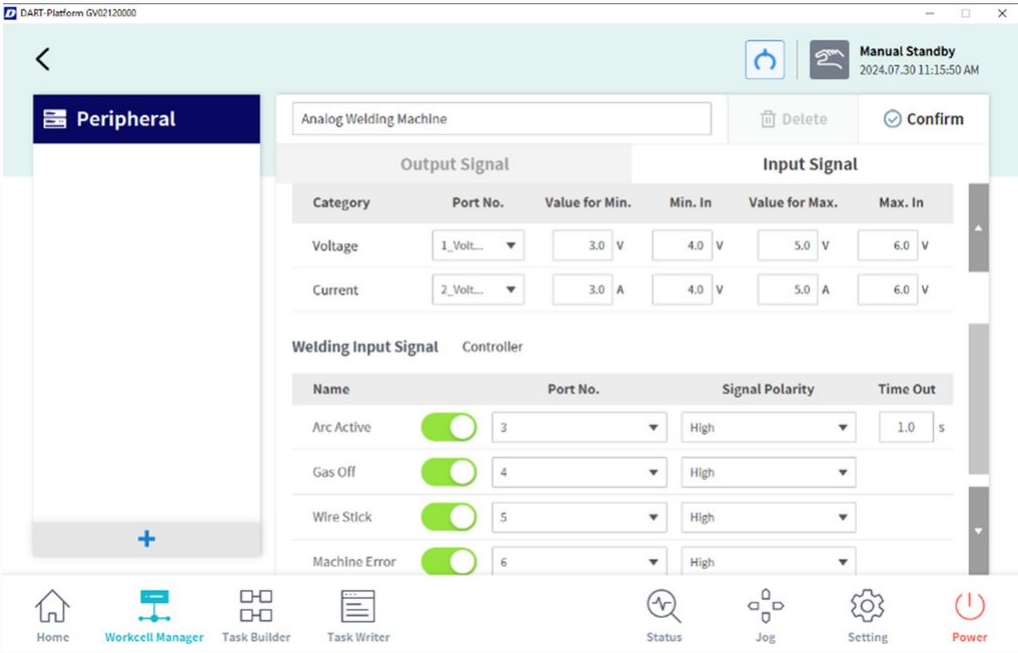 DART-Platform GV02120000
Manual Standby
2024.07.30 11:15:50 AM
Peripheral
Analog Welding Machine
Delete
Confirm
Output Signal
Input Signal
Category Port No. Value for Min. Min. In Value for Max. Max. In
Voltage 1_Volt... 3.0 V 4.0 V 5.0 V 6.0 V
Current 2_Volt... 3.0 A 4.0 V 5.0 A 6.0 V
Welding Input Signal Controller
Name Port No. Signal Polarity Time Out
Arc Active 3 High 1.0 s
Gas Off 4 High
Wire Stick 5 High
Machine Error 6 High
+
Home Workcell Manager Task Builder Task Writer Status Jog Setting Power